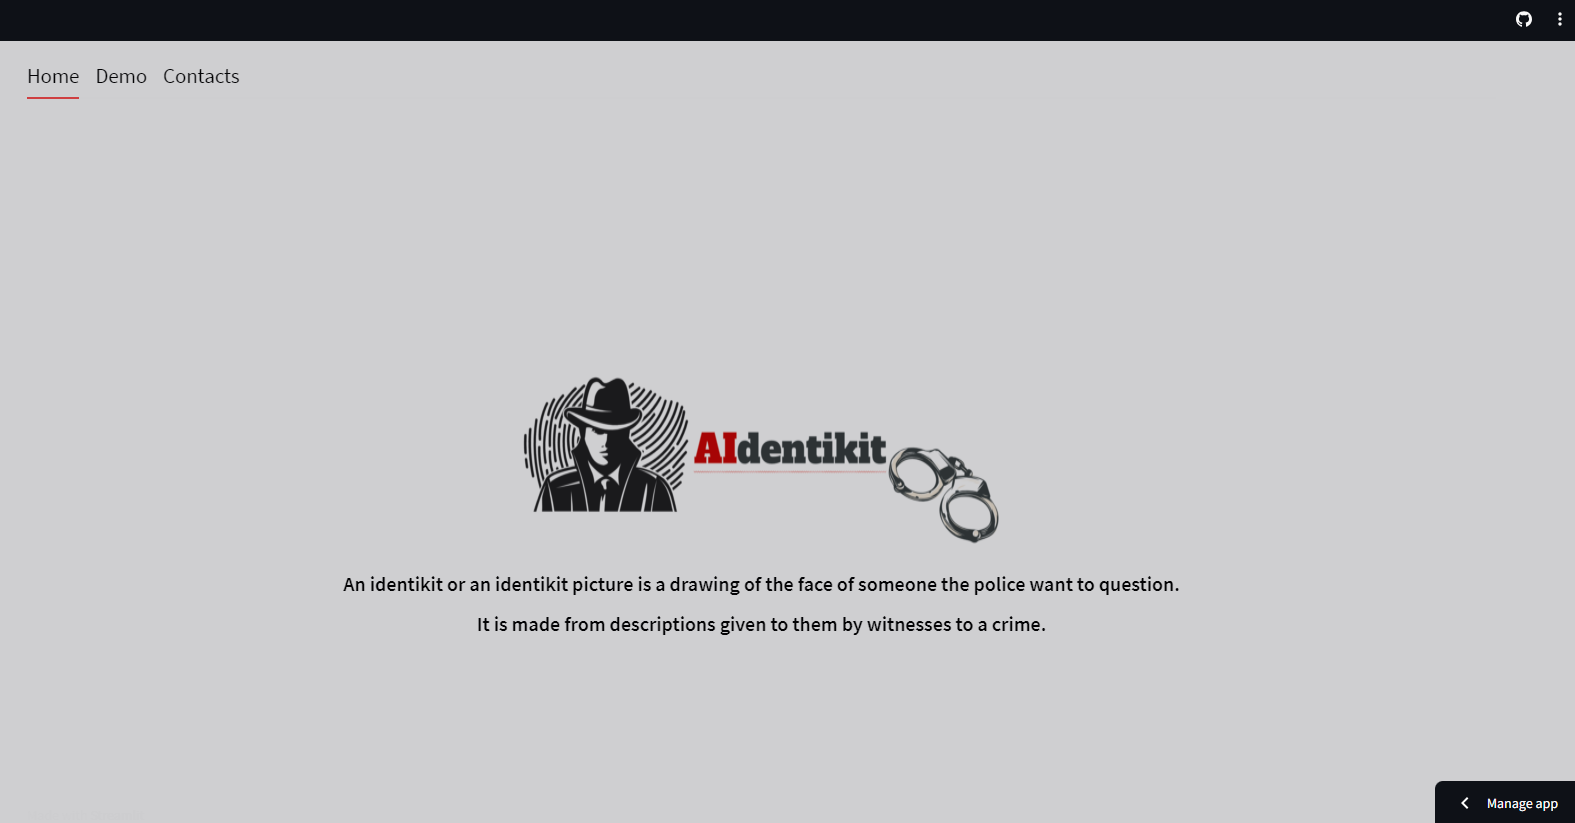 Home Demo Contacts
AIdentikit
An identikit or an identikit picture is a drawing of the face of someone the police want to question.
It is made from descriptions given to them by witnesses to a crime.
Manage app